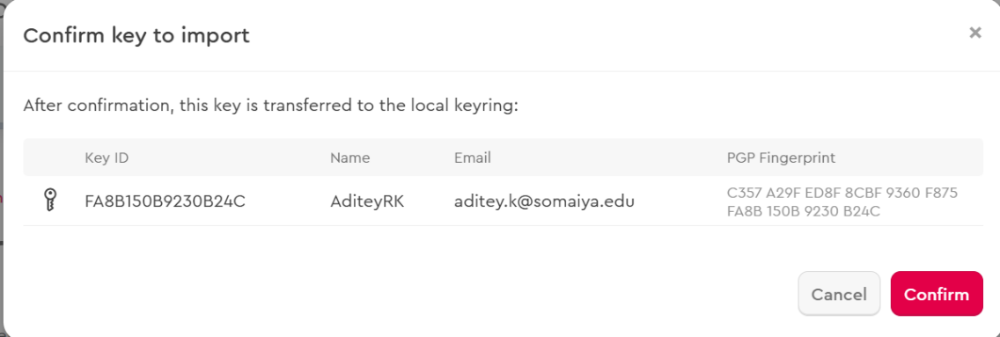 Confirm key to import
×
After confirmation, this key is transferred to the local keyring:
Key ID Name Email PGP Fingerprint
FA8B150B9230B24C AditeyRK aditey.k@somaiya.edu C357 A29F ED8F 8CBF 9360 F875
FA8B 150B 9230 B24C
Cancel Confirm